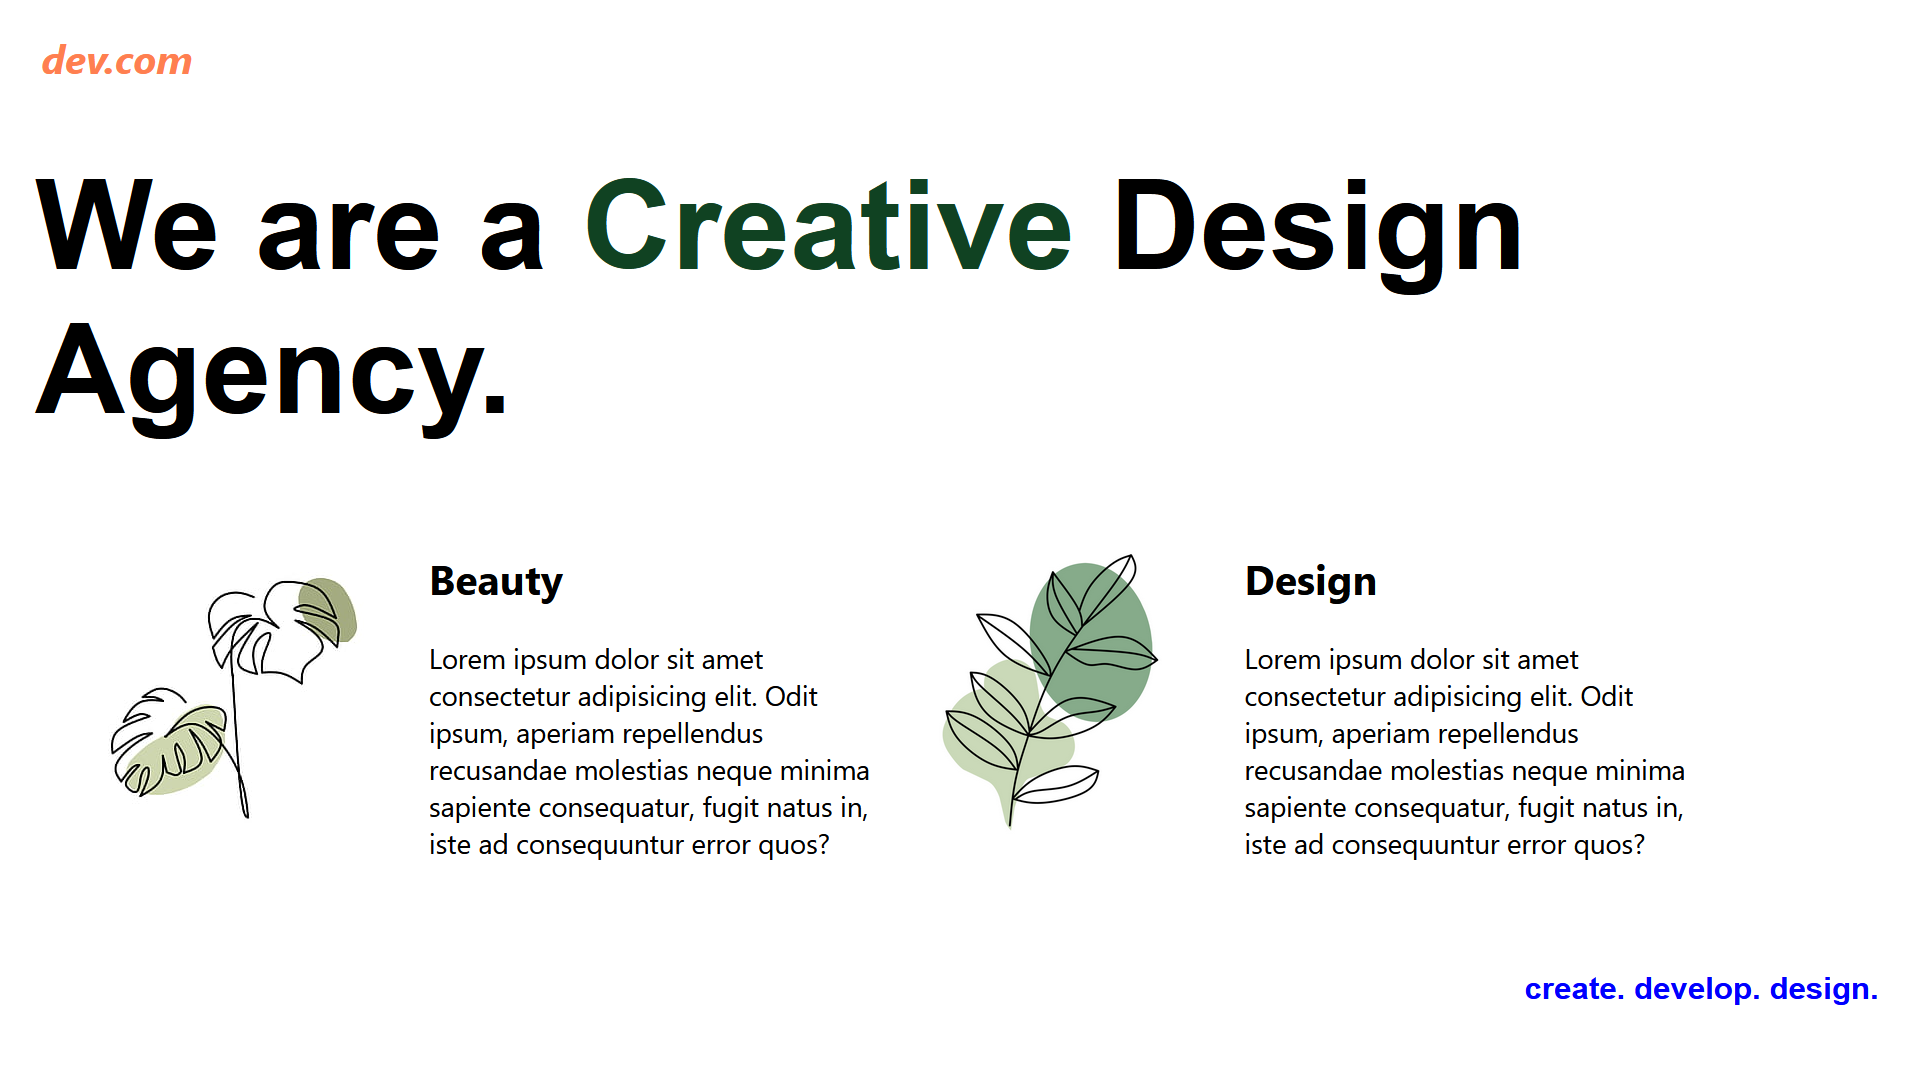 dev.com
We are a Creative Design
Agency.
Beauty
Lorem ipsum dolor sit amet
consectetur adipisicing elit. Odit
ipsum, aperiam repellendus
recusandae molestias neque minima
sapiente consequatur, fugit natus in,
iste ad consequuntur error quos?
Design
Lorem ipsum dolor sit amet
consectetur adipisicing elit. Odit
ipsum, aperiam repellendus
recusandae molestias neque minima
sapiente consequatur, fugit natus in,
iste ad consequuntur error quos?
create. develop. design.